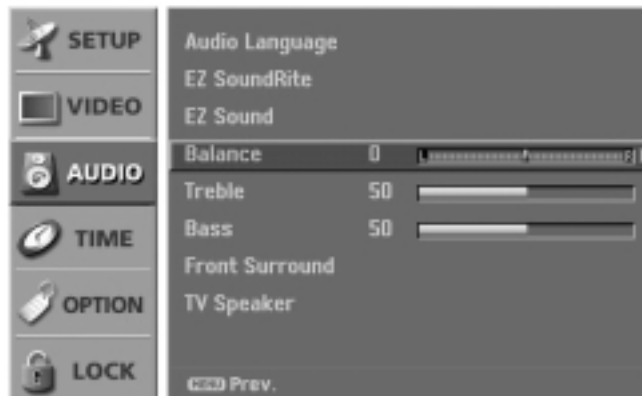 SETUP
VIDEO
AUDIO
TIME
OPTION
LOCK
Audio Language
EZ SoundRite
EZ Sound
Balance 0 L R
Treble 50
Bass 50
Front Surround
TV Speaker
MENU Prev.